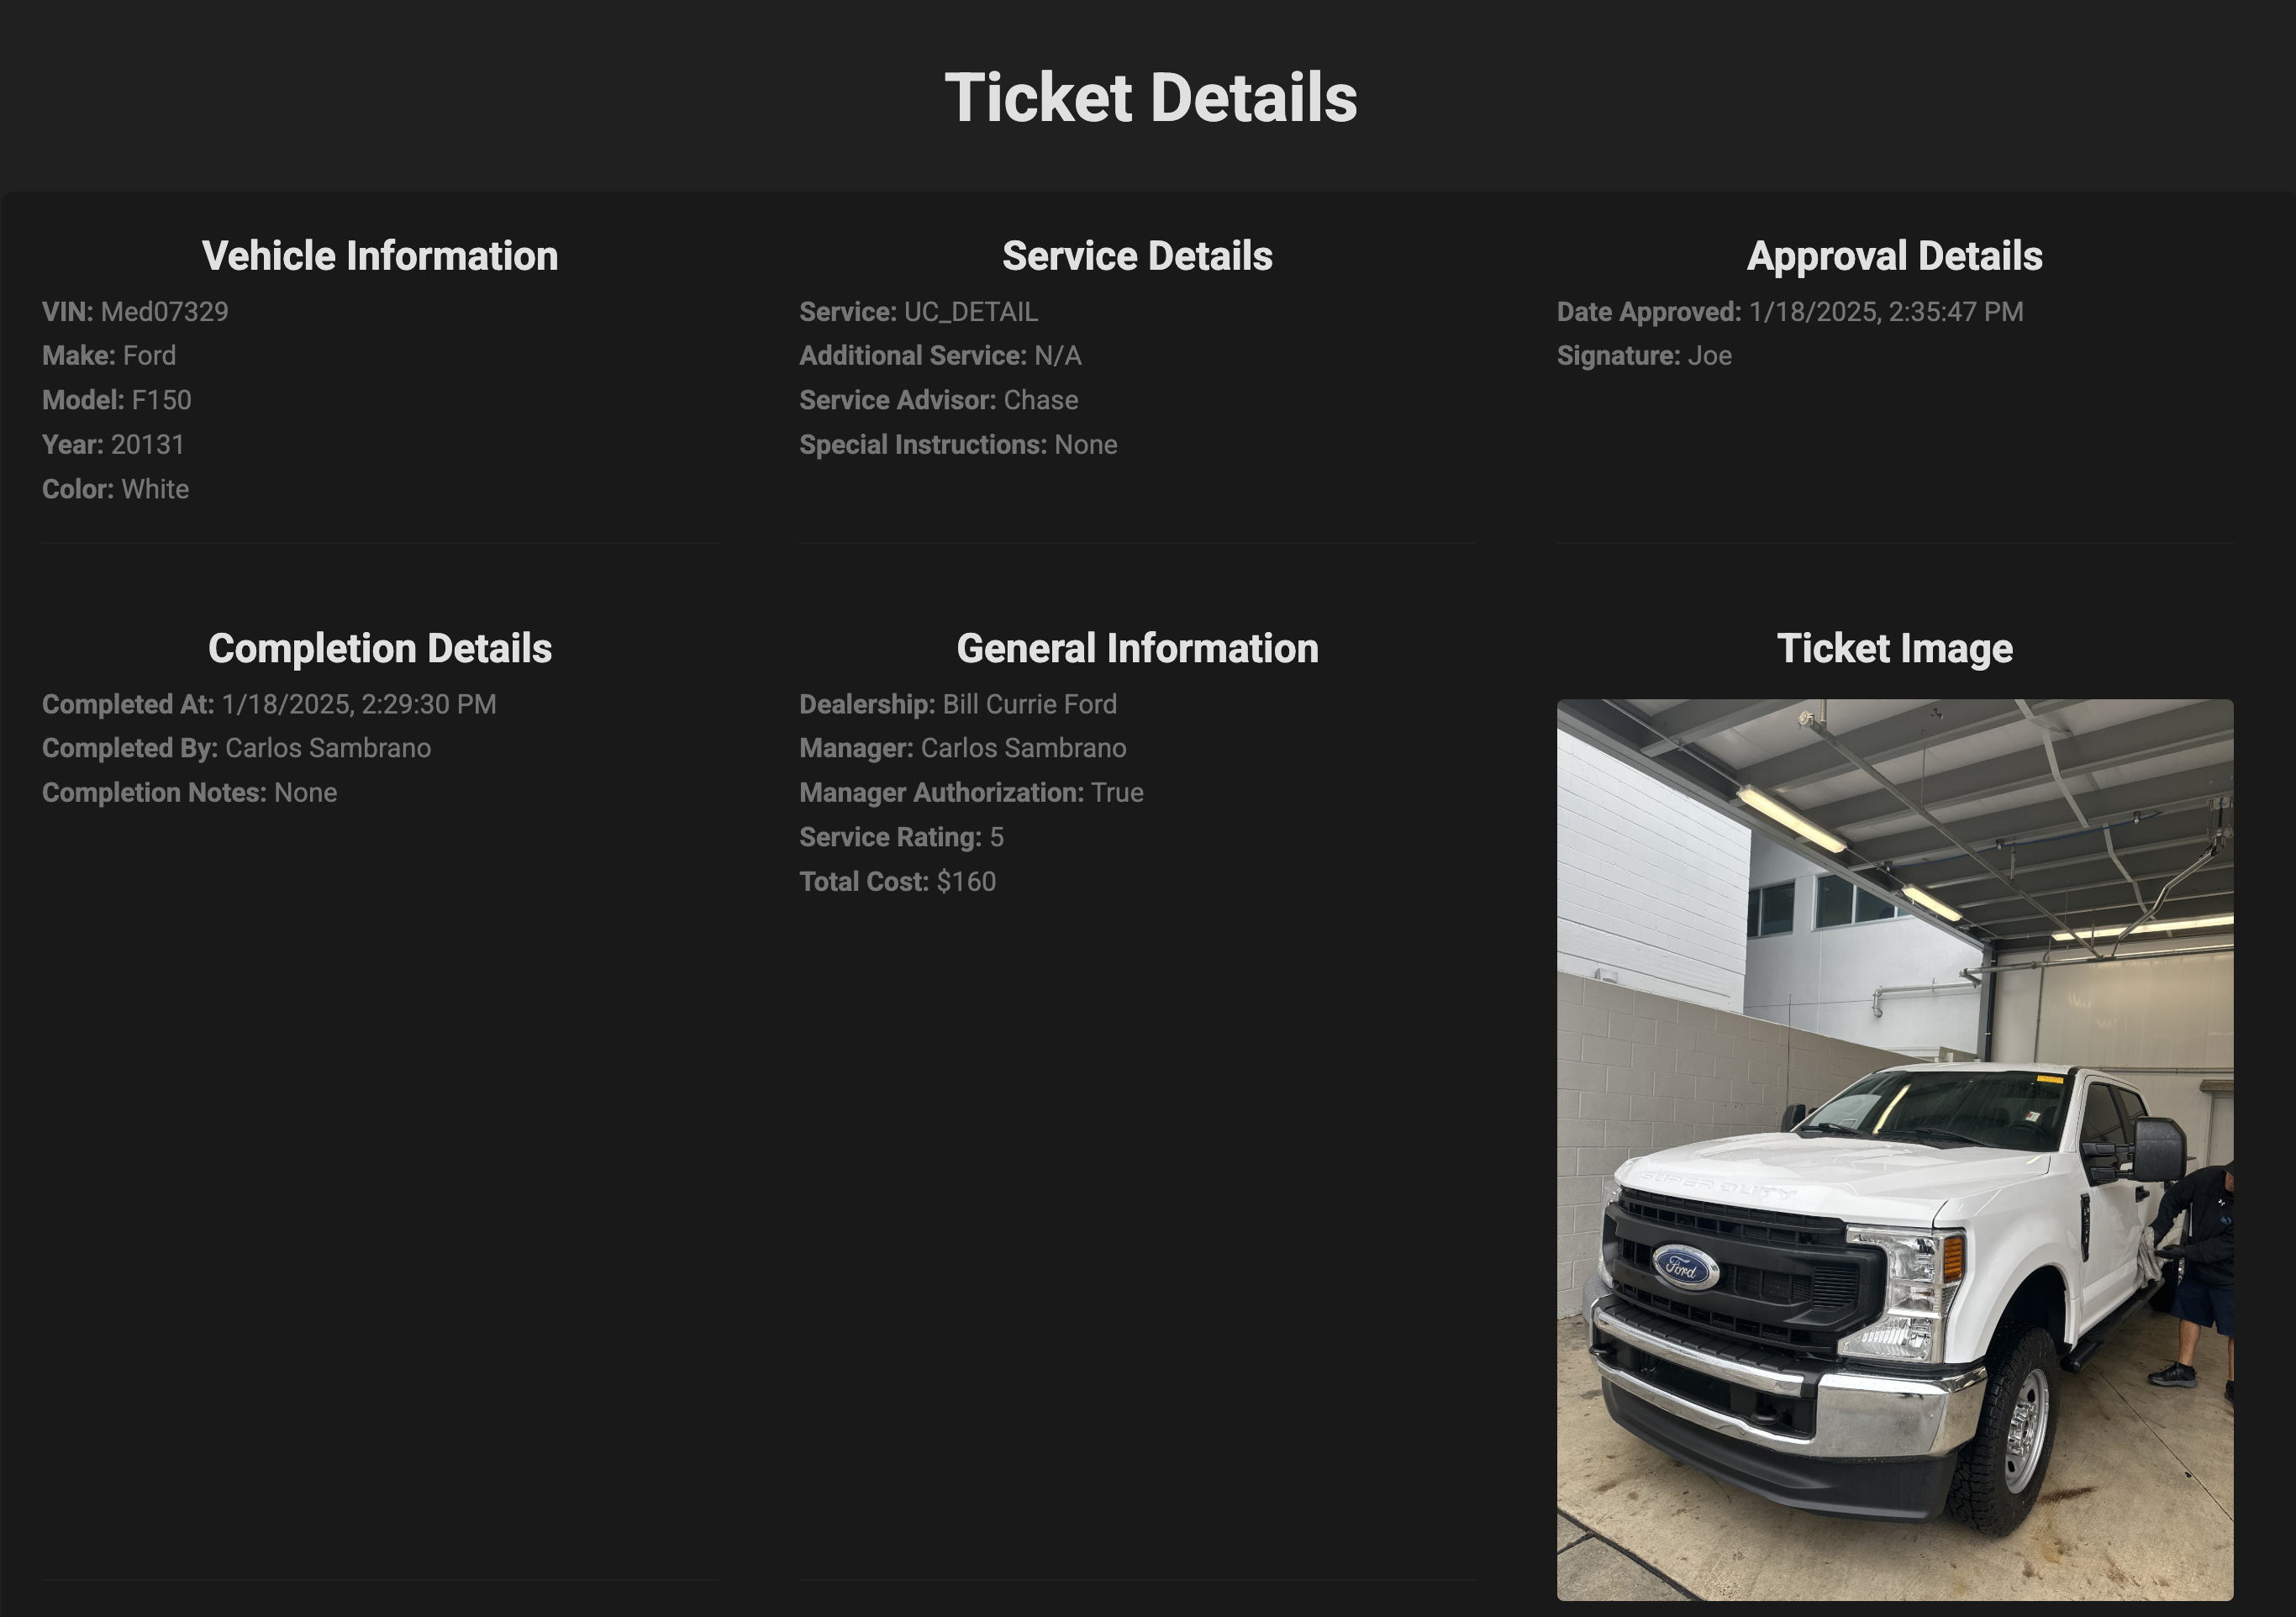 Ticket Details
Vehicle Information
VIN: Med07329
Make: Ford
Model: F150
Year: 20131
Color: White
Service Details
Service: UC_DETAIL
Additional Service: N/A
Service Advisor: Chase
Special Instructions: None
Approval Details
Date Approved: 1/18/2025, 2:35:47 PM
Signature: Joe
Completion Details
Completed At: 1/18/2025, 2:29:30 PM
Completed By: Carlos Sambrano
Completion Notes: None
General Information
Dealership: Bill Currie Ford
Manager: Carlos Sambrano
Manager Authorization: True
Service Rating: 5
Total Cost: $160
Ticket Image
SUPER DUTY
Ford